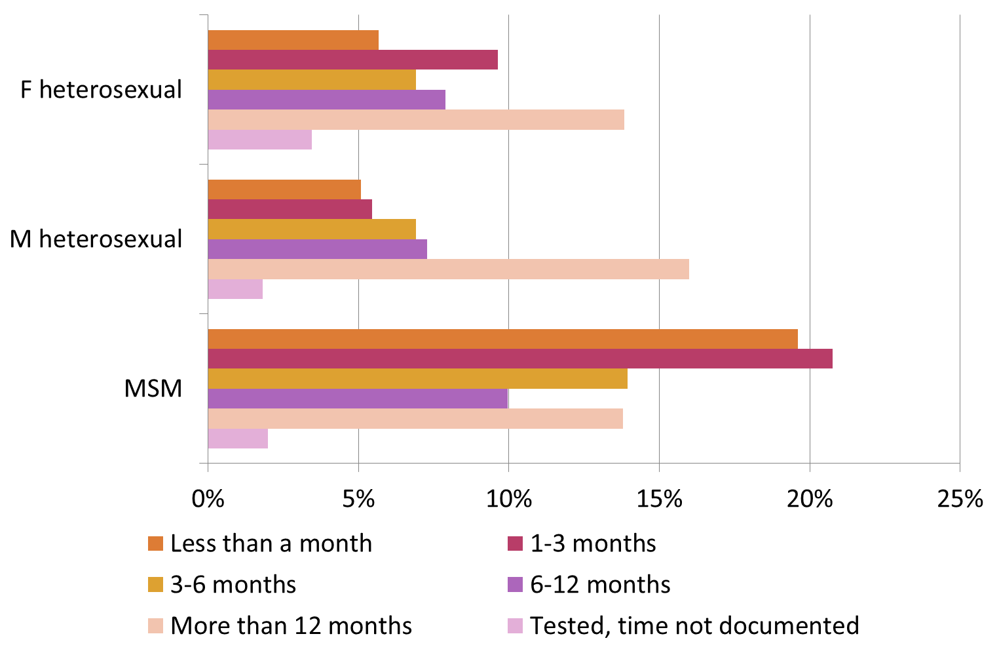 F heterosexual
M heterosexual
MSM
0% 5% 10% 15% 20% 25%
Less than a month 1-3 months
3-6 months 6-12 months
More than 12 months Tested, time not documented